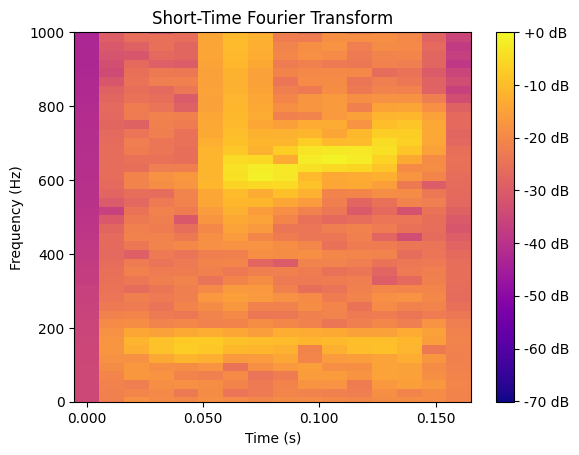 Short-Time Fourier Transform
1000
800
600
400
200
0
Frequency (Hz)
0.000
0.050
0.100
0.150
Time (s)
+0 dB
-10 dB
-20 dB
-30 dB
-40 dB
-50 dB
-60 dB
-70 dB